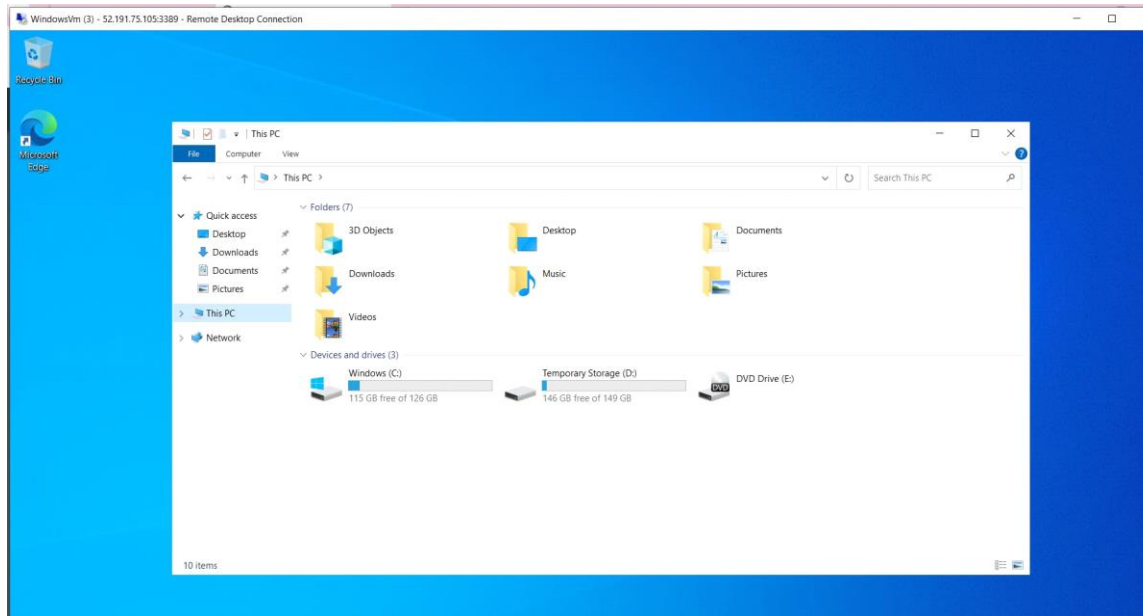 WindowsVm (3) - 52.191.75.105:3389 - Remote Desktop Connection
Recycle Bin
Microsoft
Edge
This PC
File Computer View
This PC
Search This PC
Quick access
Desktop
Downloads
Documents
Pictures
This PC
Network
Folders (7)
3D Objects Desktop Documents
Downloads Music Pictures
Videos
Devices and drives (3)
Windows (C:) Temporary Storage (D:) DVD Drive (E:)
DVD
115 GB free of 126 GB 146 GB free of 149 GB
10 items